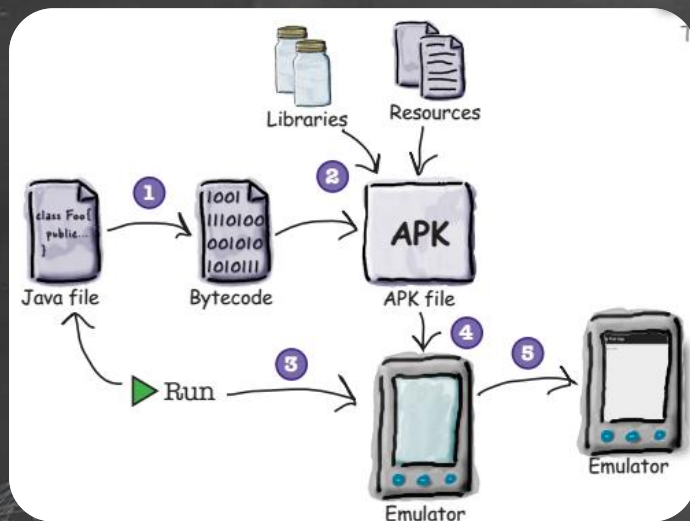 Libraries
Resources
1
2
class Foo{
public...
}
1001
1110100
001010
1010111
APK
Java file
Bytecode
APK file
4
5
3
Run
Emulator
Emulator